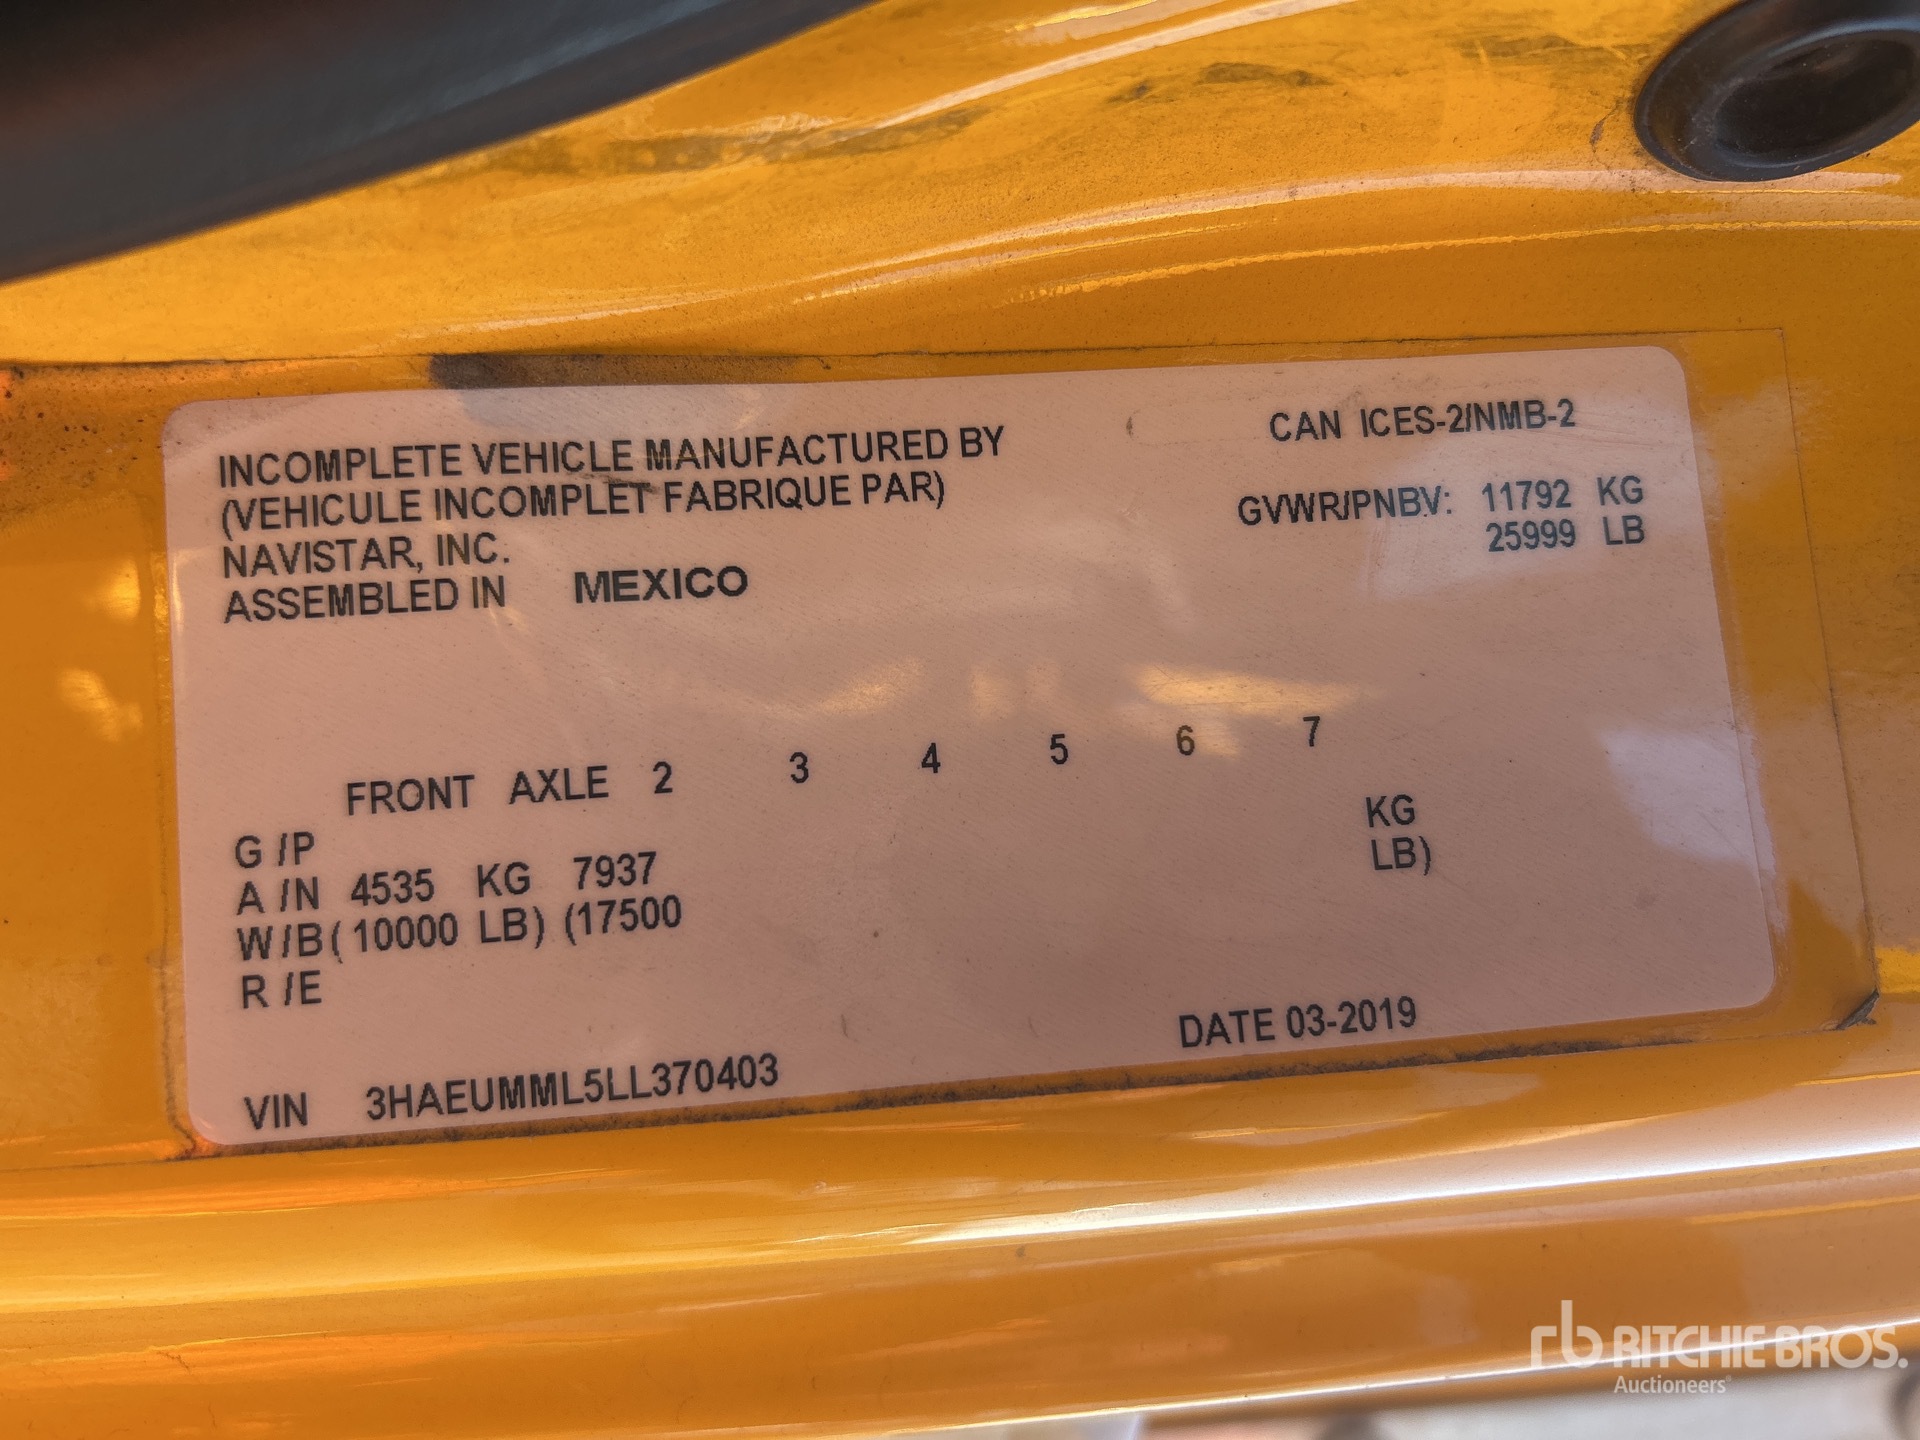 INCOMPLETE VEHICLE MANUFACTURED BY
(VEHICULE INCOMPLET FABRIQUE PAR)
NAVISTAR, INC.
ASSEMBLED IN MEXICO
CAN ICES-2/NMB-2
GVWR/PNBV: 11792 KG
25999 LB
FRONT AXLE 2 3 4 5 6 7
G /P
A /N 4535 KG 7937 KG
W/B( 10000 LB) (17500 LB)
R /E
VIN 3HAEUMML5LL370403
DATE 03-2019
rb RITCHIE BROS.
Auctioneers